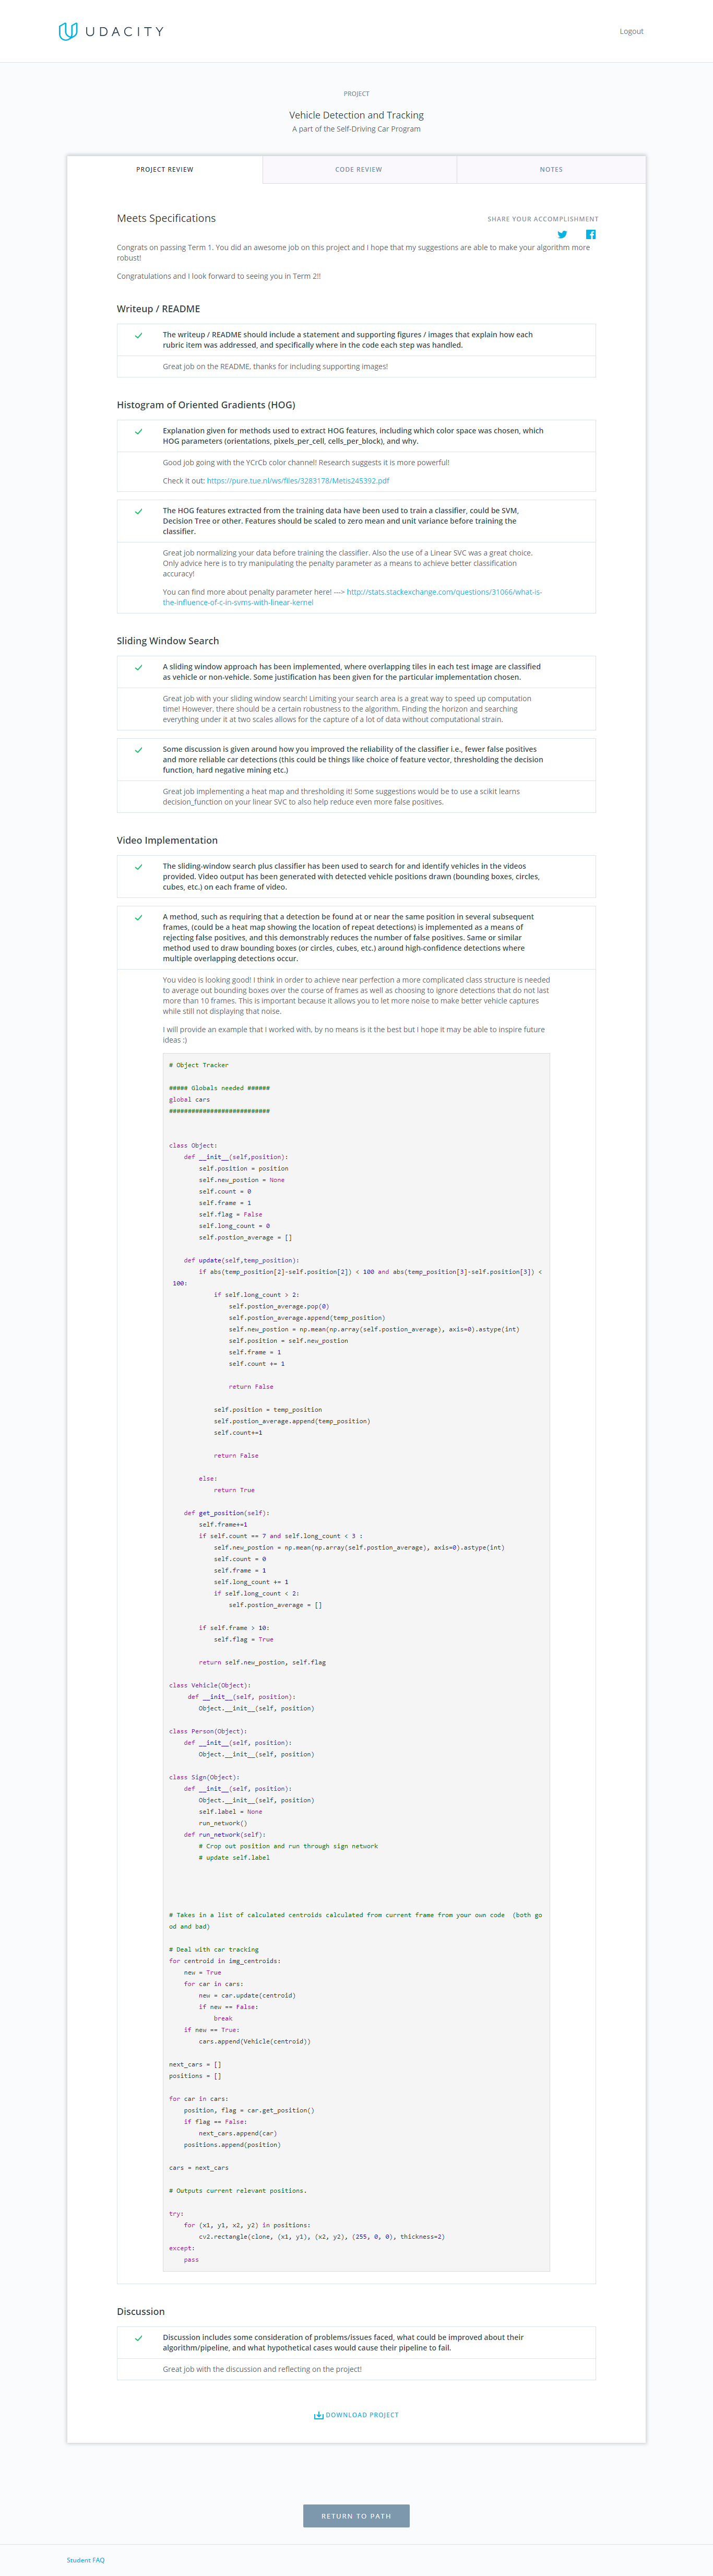 UDACITY
Logout
PROJECT
Vehicle Detection and Tracking
A part of the Self-Driving Car Program
PROJECT REVIEW
CODE REVIEW
NOTES
Meets Specifications
SHARE YOUR ACCOMPLISHMENT
Congrats on passing Term 1. You did an awesome job on this project and I hope that my suggestions are able to make your algorithm more
robust!
Congratulations and I look forward to seeing you in Term 2!!
Writeup / README
The writeup / README should include a statement and supporting figures / images that explain how each
rubric item was addressed, and specifically where in the code each step was handled.
Great job on the README, thanks for including supporting images!
Histogram of Oriented Gradients (HOG)
Explanation given for methods used to extract HOG features, including which color space was chosen, which
HOG parameters (orientations, pixels_per_cell, cells_per_block), and why.
Good job going with the YCrCb color channel! Research suggests it is more powerful!
Check it out: https://pure.tue.nl/ws/files/3283178/Metis245392.pdf
The HOG features extracted from the training data have been used to train a classifier, could be SVM,
Decision Tree or other. Features should be scaled to zero mean and unit variance before training the
classifier.
Great job normalizing your data before training the classifier. Also the use of a Linear SVC was a great choice.
Only advice here is to try manipulating the penalty parameter as a means to achieve better classification
accuracy!
You can find more about penalty parameter here! ---> http://stats.stackexchange.com/questions/31066/what-is-
the-influence-of-c-in-svms-with-linear-kernel
Sliding Window Search
A sliding window approach has been implemented, where overlapping tiles in each test image are classified
as vehicle or non-vehicle. Some justification has been given for the particular implementation chosen.
Great job with your sliding window search! Limiting your search area is a great way to speed up computation
time! However, there should be a certain robustness to the algorithm. Finding the horizon and searching
everything under it at two scales allows for the capture of a lot of data without computational strain.
Some discussion is given around how you improved the reliability of the classifier i.e., fewer false positives
and more reliable car detections (this could be things like choice of feature vector, thresholding the decision
function, hard negative mining etc.)
Great job implementing a heat map and thresholding it! Some suggestions would be to use a scikit learns
decision_function on your linear SVC to also help reduce even more false positives.
Video Implementation
The sliding-window search plus classifier has been used to search for and identify vehicles in the videos
provided. Video output has been generated with detected vehicle positions drawn (bounding boxes, circles,
cubes, etc.) on each frame of video.
A method, such as requiring that a detection be found at or near the same position in several subsequent
frames, (could be a heat map showing the location of repeat detections) is implemented as a means of
rejecting false positives, and this demonstrably reduces the number of false positives. Same or similar
method used to draw bounding boxes (or circles, cubes, etc.) around high-confidence detections where
multiple overlapping detections occur.
You video is looking good! I think in order to achieve near perfection a more complicated class structure is needed
to average out bounding boxes over the course of frames as well as choosing to ignore detections that do not last
more than 10 frames. This is important because it allows you to let more noise to make better vehicle captures
while still not displaying that noise.
I will provide an example that I worked with, by no means is it the best but I hope it may be able to inspire future
ideas :)
# Object Tracker
##### Globals needed ######
global cars
###########################
class Object:
def __init__(self,position):
self.position = position
self.new_postion = None
self.count = 0
self.frame = 1
self.flag = False
self.long_count = 0
self.postion_average = []
def update(self,temp_position):
if abs(temp_position[2]-self.position[2]) < 100 and abs(temp_position[3]-self.position[3]) <
100:
if self.long_count > 2:
self.postion_average.pop(0)
self.postion_average.append(temp_position)
self.new_postion = np.mean(np.array(self.postion_average), axis=0).astype(int)
self.position = self.new_postion
self.frame = 1
self.count += 1
return False
self.position = temp_position
self.postion_average.append(temp_position)
self.count+=1
return False
else:
return True
def get_position(self):
self.frame+=1
if self.count == 7 and self.long_count < 3 :
self.new_postion = np.mean(np.array(self.postion_average), axis=0).astype(int)
self.count = 0
self.frame = 1
self.long_count += 1
if self.long_count < 2:
self.postion_average = []
if self.frame > 10:
self.flag = True
return self.new_postion, self.flag
class Vehicle(Object):
def __init__(self, position):
Object.__init__(self, position)
class Person(Object):
def __init__(self, position):
Object.__init__(self, position)
class Sign(Object):
def __init__(self, position):
Object.__init__(self, position)
self.label = None
run_network()
def run_network(self):
# Crop out position and run through sign network
# update self.label
# Takes in a list of calculated centroids calculated from current frame from your own code (both go
od and bad)
# Deal with car tracking
for centroid in img_centroids:
new = True
for car in cars:
new = car.update(centroid)
if new == False:
break
if new == True:
cars.append(Vehicle(centroid))
next_cars = []
positions = []
for car in cars:
position, flag = car.get_position()
if flag == False:
next_cars.append(car)
positions.append(position)
cars = next_cars
# Outputs current relevant positions.
try:
for (x1, y1, x2, y2) in positions:
cv2.rectangle(clone, (x1, y1), (x2, y2), (255, 0, 0), thickness=2)
except:
pass
Discussion
Discussion includes some consideration of problems/issues faced, what could be improved about their
algorithm/pipeline, and what hypothetical cases would cause their pipeline to fail.
Great job with the discussion and reflecting on the project!
DOWNLOAD PROJECT
RETURN TO PATH
Student FAQ